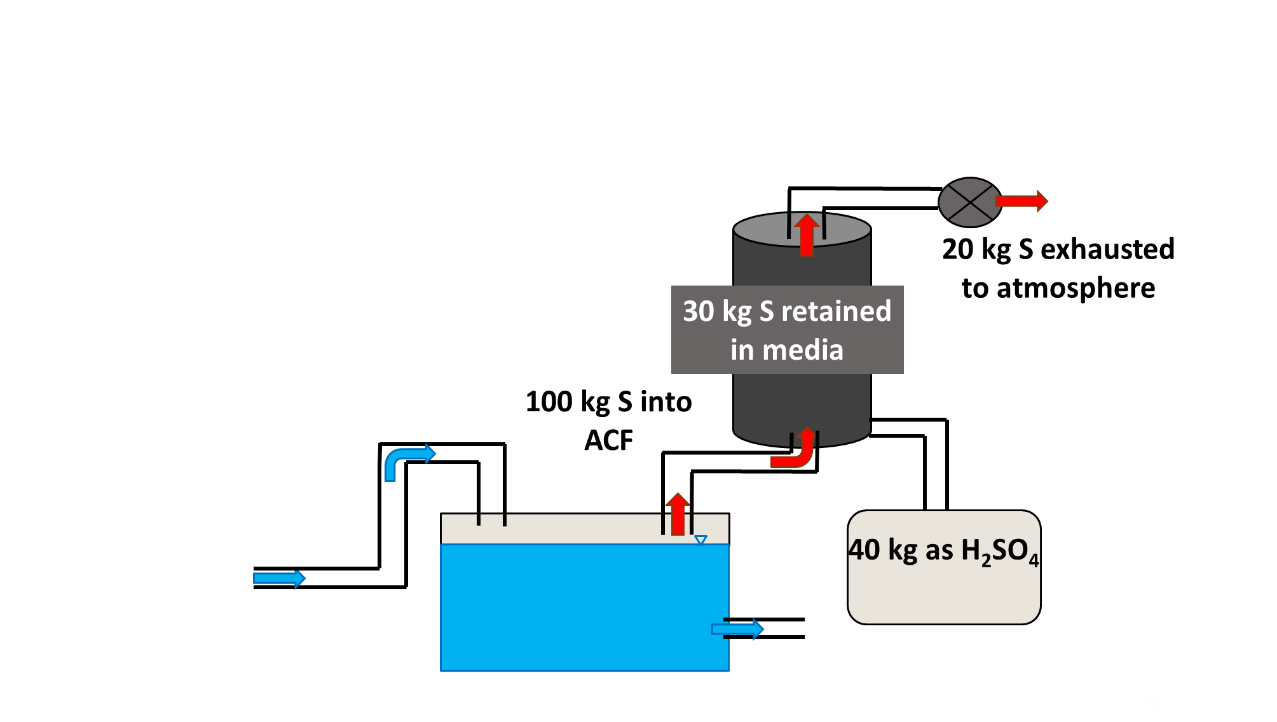 20 kg S exhausted
to atmosphere
30 kg S retained
in media
100 kg S into
ACF
40 kg as H₂SO₄